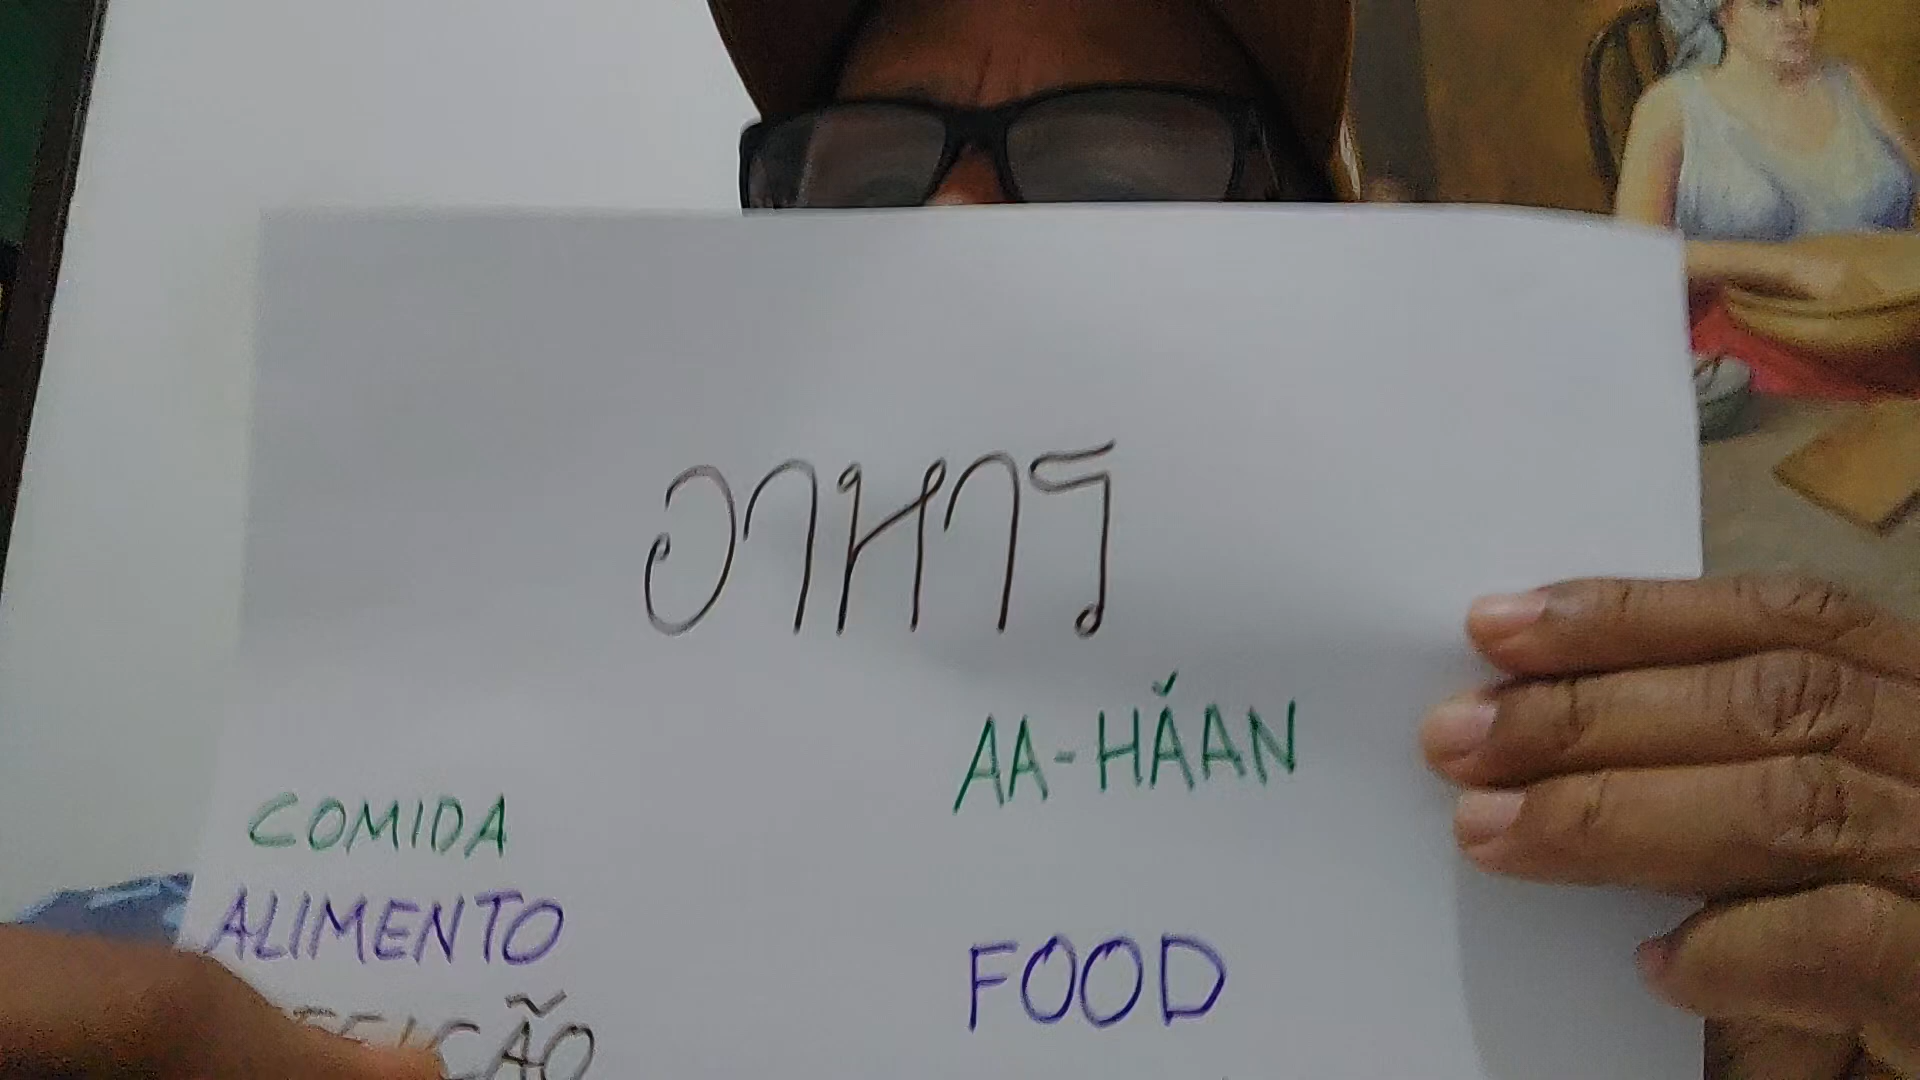 อาหาร
AA-HǍAN
COMIDA
ALIMENTO
FOOD